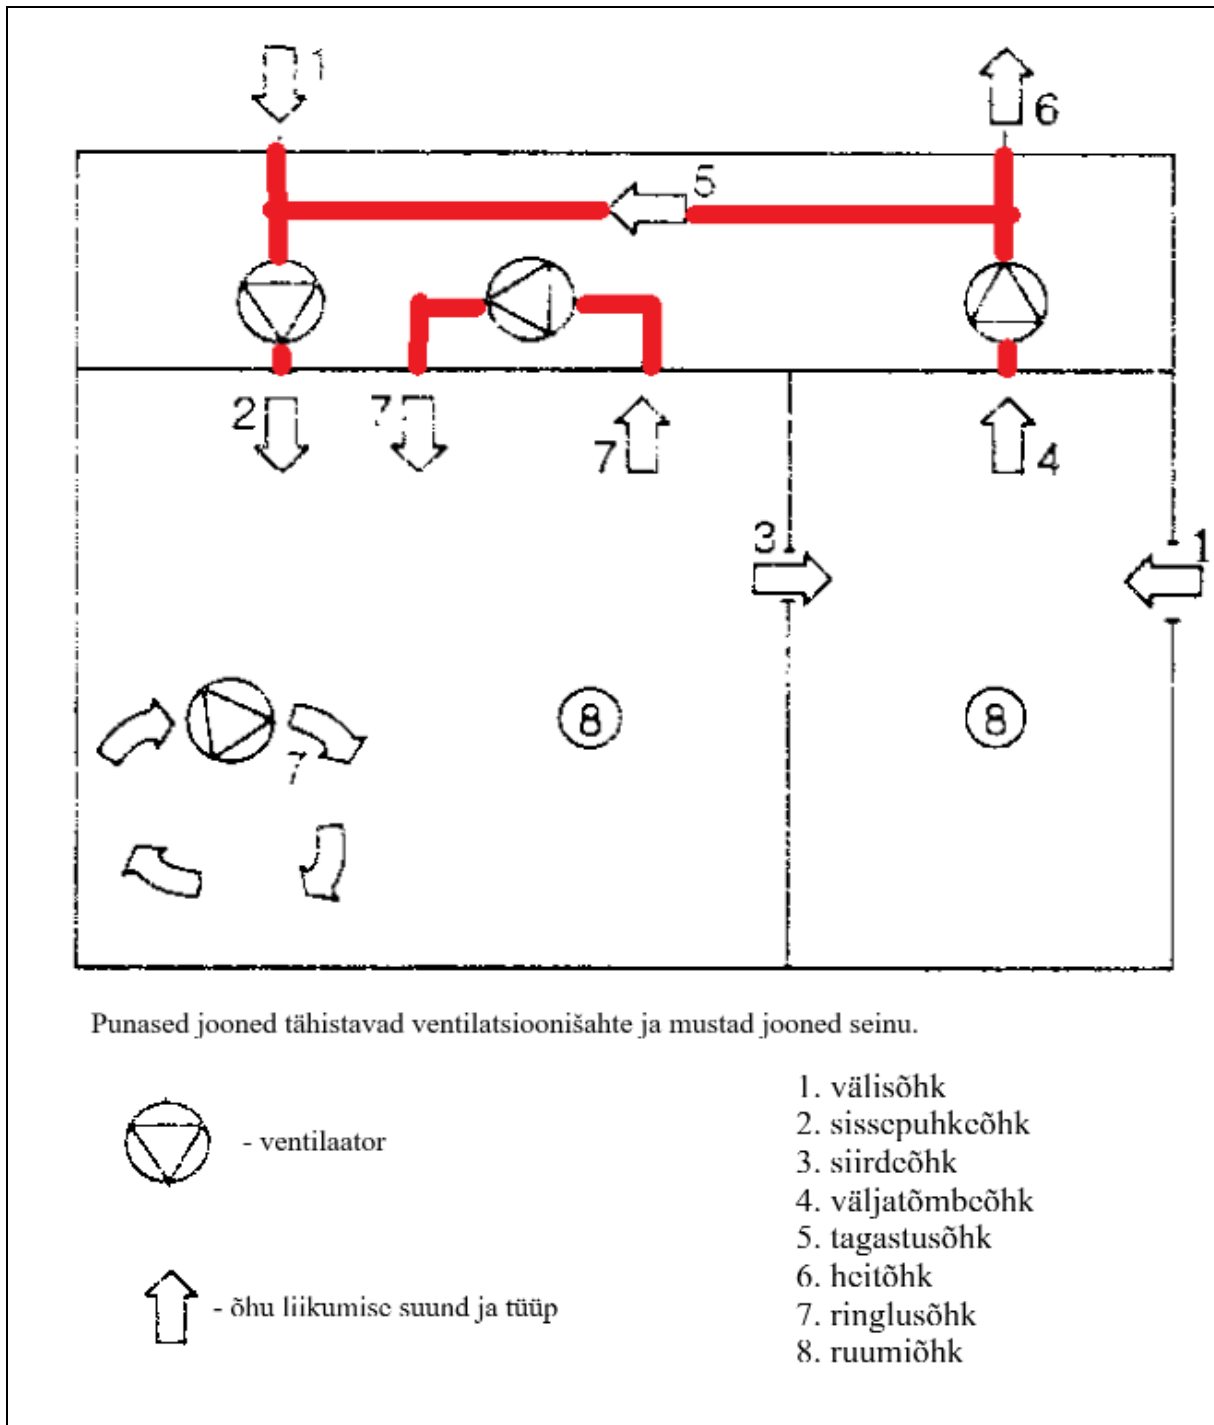 1
6
5
2
7
7
4
3
1
8
8
7
Punased jooned tähistavad ventilatsioonišahte ja mustad jooned seinu.
- ventilaator
- õhu liikumise suund ja tüüp
1. välisõhk
2. sissepuhkeõhk
3. siirdeõhk
4. väljatõmbeõhk
5. tagastusõhk
6. heitõhk
7. ringlusõhk
8. ruumiõhk